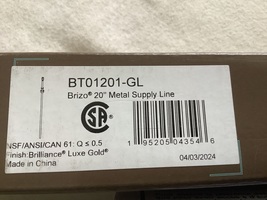 BT01201-GL
Brizo® 20" Metal Supply Line
CSA®
NSF/ANSI/CAN 61: Q ≤ 0.5
Finish:Brilliance® Luxe Gold®
Made in China
1 95205 04354 6
04/03/2024